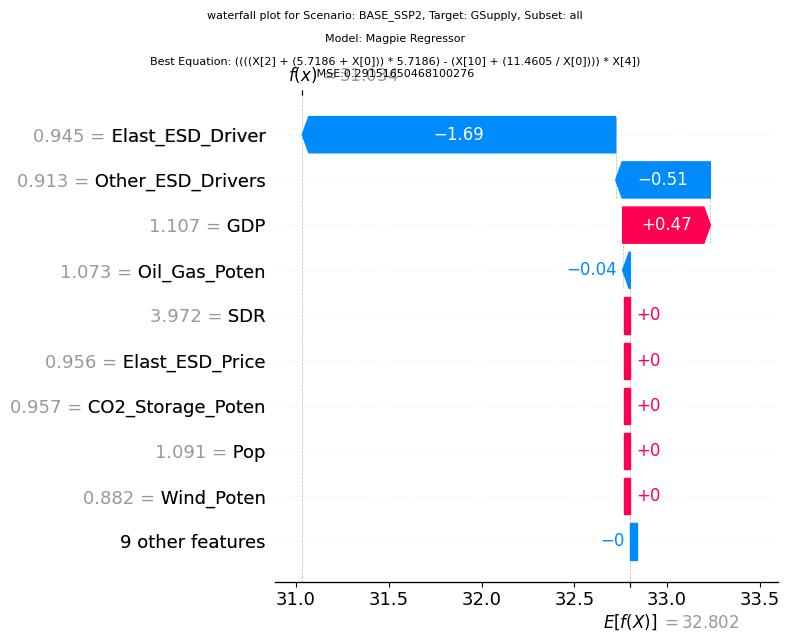 waterfall plot for Scenario: BASE_SSP2, Target: GSupply, Subset: all
Model: Magpie Regressor
Best Equation: ((((X[2] + (5.7186 + X[0])) * 5.7186) - (X[10] + (11.4605 / X[0]))) * X[4])
MSE:0.29151650468100276
f(x) = 31.034
0.945 = Elast_ESD_Driver
−1.69
0.913 = Other_ESD_Drivers
−0.51
1.107 = GDP
+0.47
1.073 = Oil_Gas_Poten
−0.04
3.972 = SDR
+0
0.956 = Elast_ESD_Price
+0
0.957 = CO2_Storage_Poten
+0
1.091 = Pop
+0
0.882 = Wind_Poten
+0
9 other features
−0
31.0 31.5 32.0 32.5 33.0 33.5
E[f(X)] = 32.802